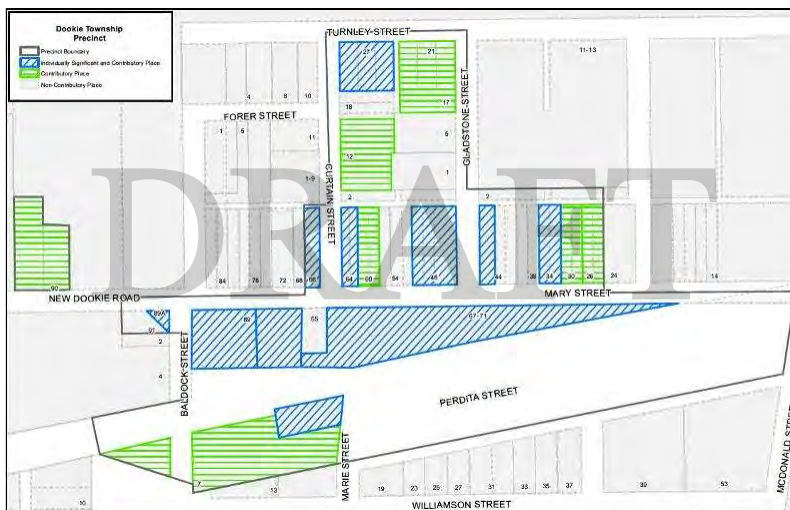 Dookie Township
Precinct
Precinct Boundary
Individually Significant and Contributory Place
Contributory Place
Non-Contributory Place
TURNLEY STREET
27
21
11-13
4
8
10
18
17
FORER STREET
GLADSTONE STREET
1
5
11
5
12
CURTAIN STREET
1-9
1
2
2
DRAFT
90
84
76
72
68
66
64
60
54
46
44
38
34
30
26
24
14
NEW DOOKIE ROAD
MARY STREET
89A
91
69
65
67-71
2
4
BALDOCK STREET
PERDITA STREET
MARIE STREET
MCDONALD STREET
7
13
10
19
23
25
27
31
33
35
37
39
53
WILLIAMSON STREET